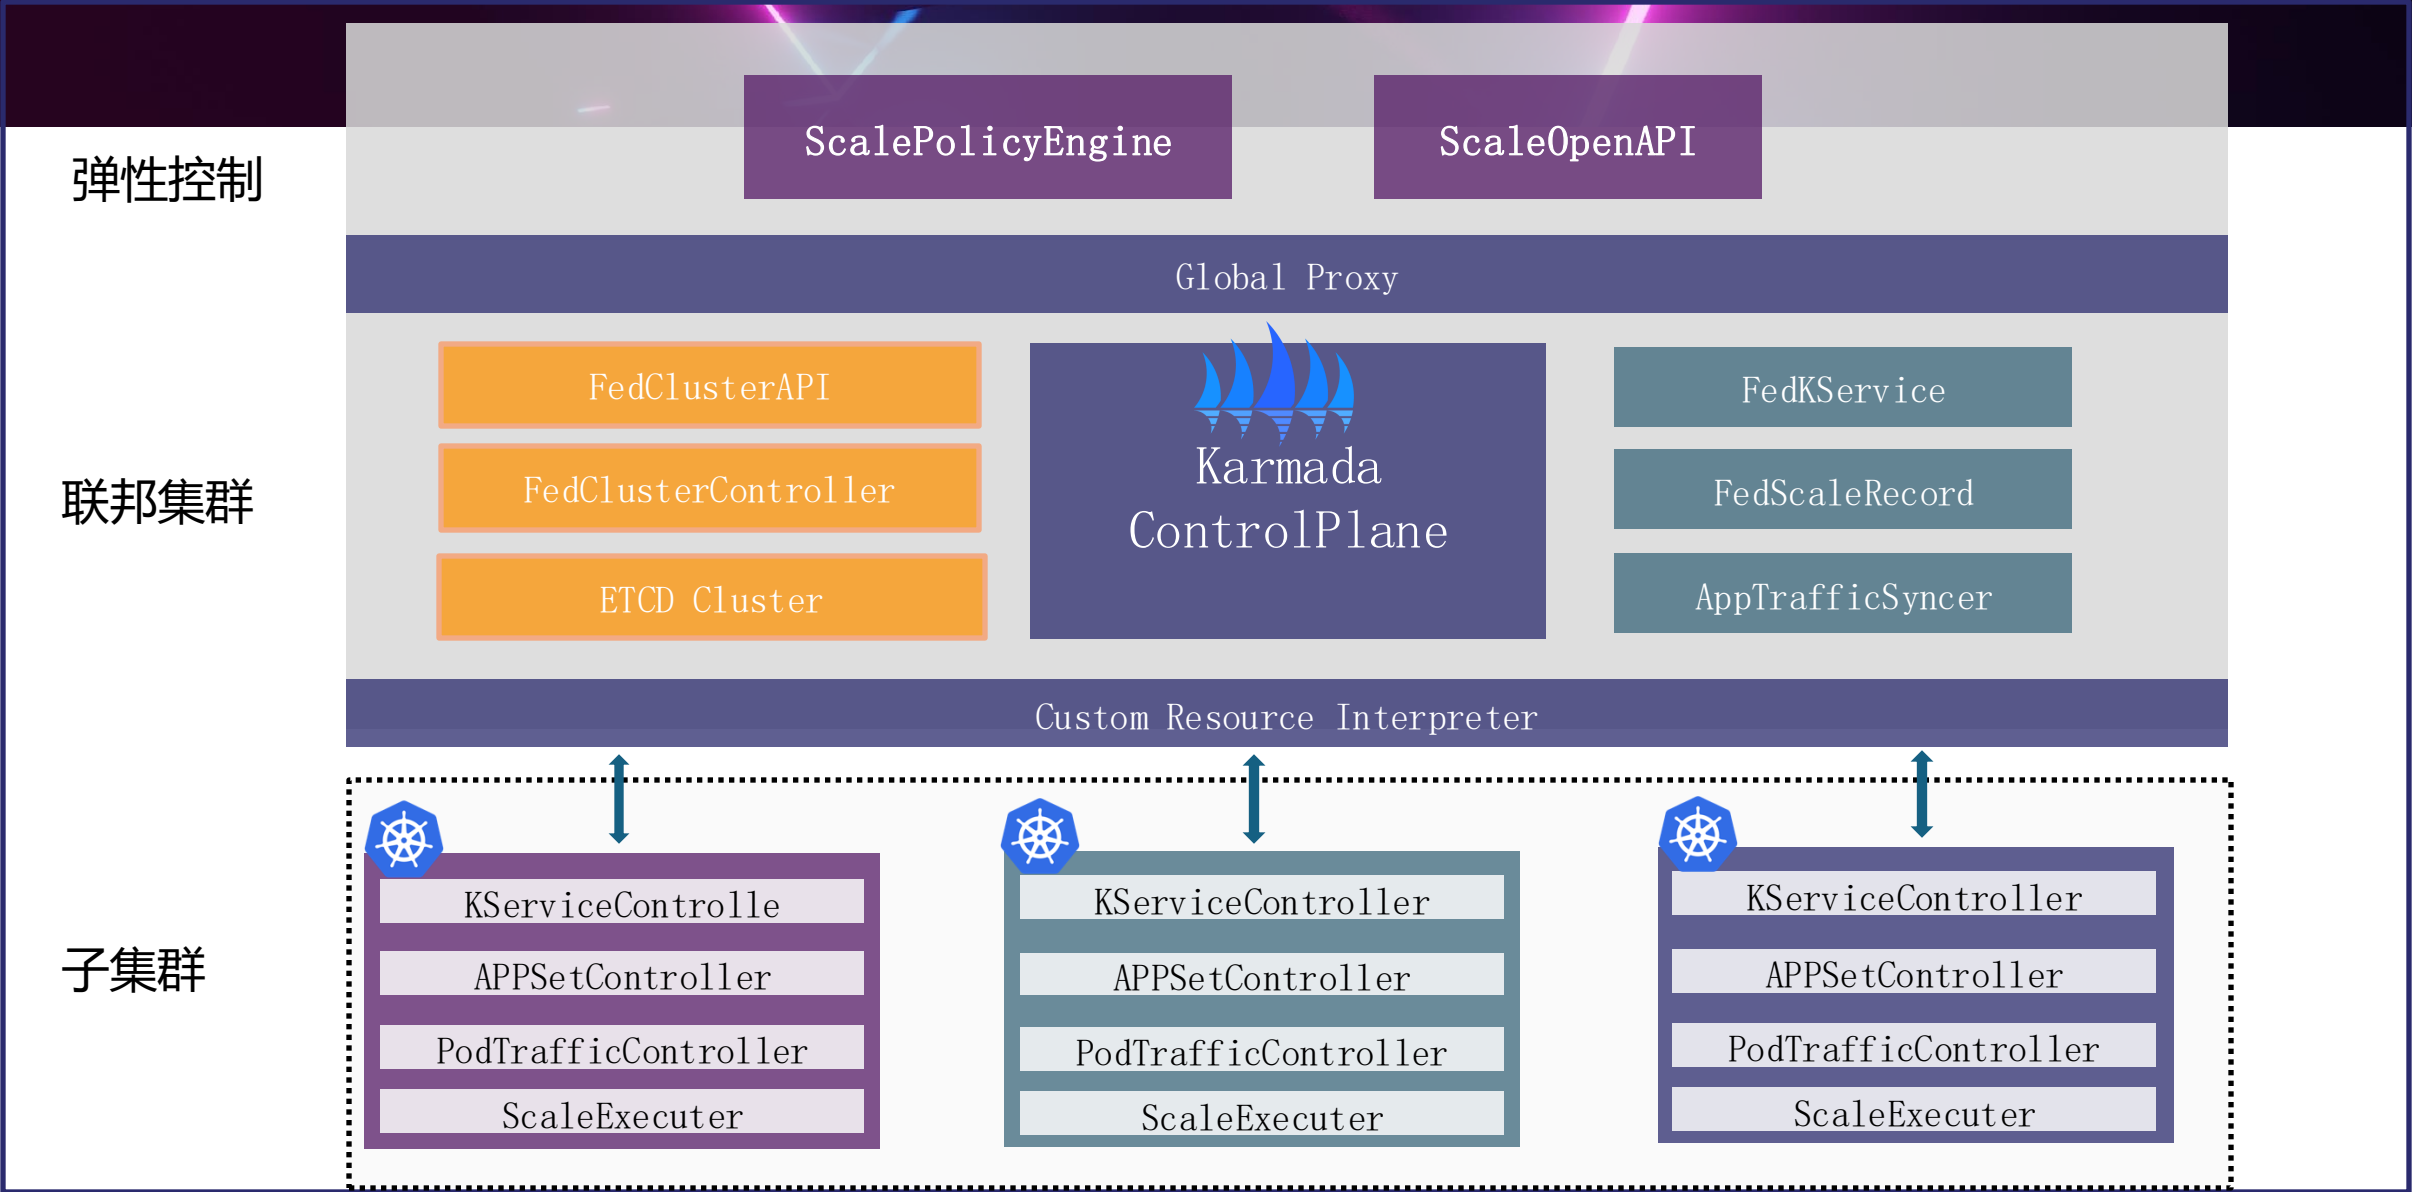 弹性控制
ScalePolicyEngine
ScaleOpenAPI
Global Proxy
联邦集群
FedClusterAPI
FedClusterController
ETCD Cluster
Karmada
ControlPlane
FedKService
FedScaleRecord
AppTrafficSyncer
Custom Resource Interpreter
子集群
KServiceControlle
APPSetController
PodTrafficController
ScaleExecuter
KServiceController
APPSetController
PodTrafficController
ScaleExecuter
KServiceController
APPSetController
PodTrafficController
ScaleExecuter